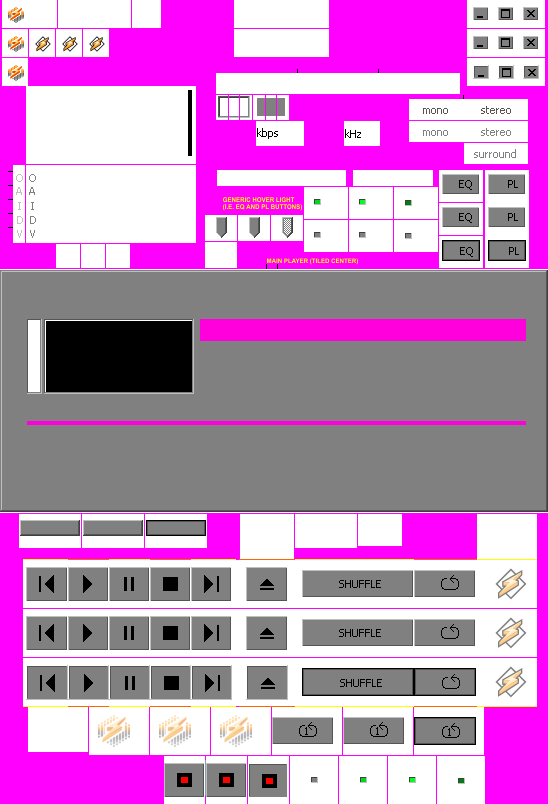 mono stereo
mono stereo
surround
kbps kHz
O O
A A
I I
D D
V V
GENERIC HOVER LIGHT
(I.E. EQ AND PL BUTTONS)
EQ PL
EQ PL
EQ PL
MAIN PLAYER (TILED CENTER)
SHUFFLE
SHUFFLE
SHUFFLE
1 1 1